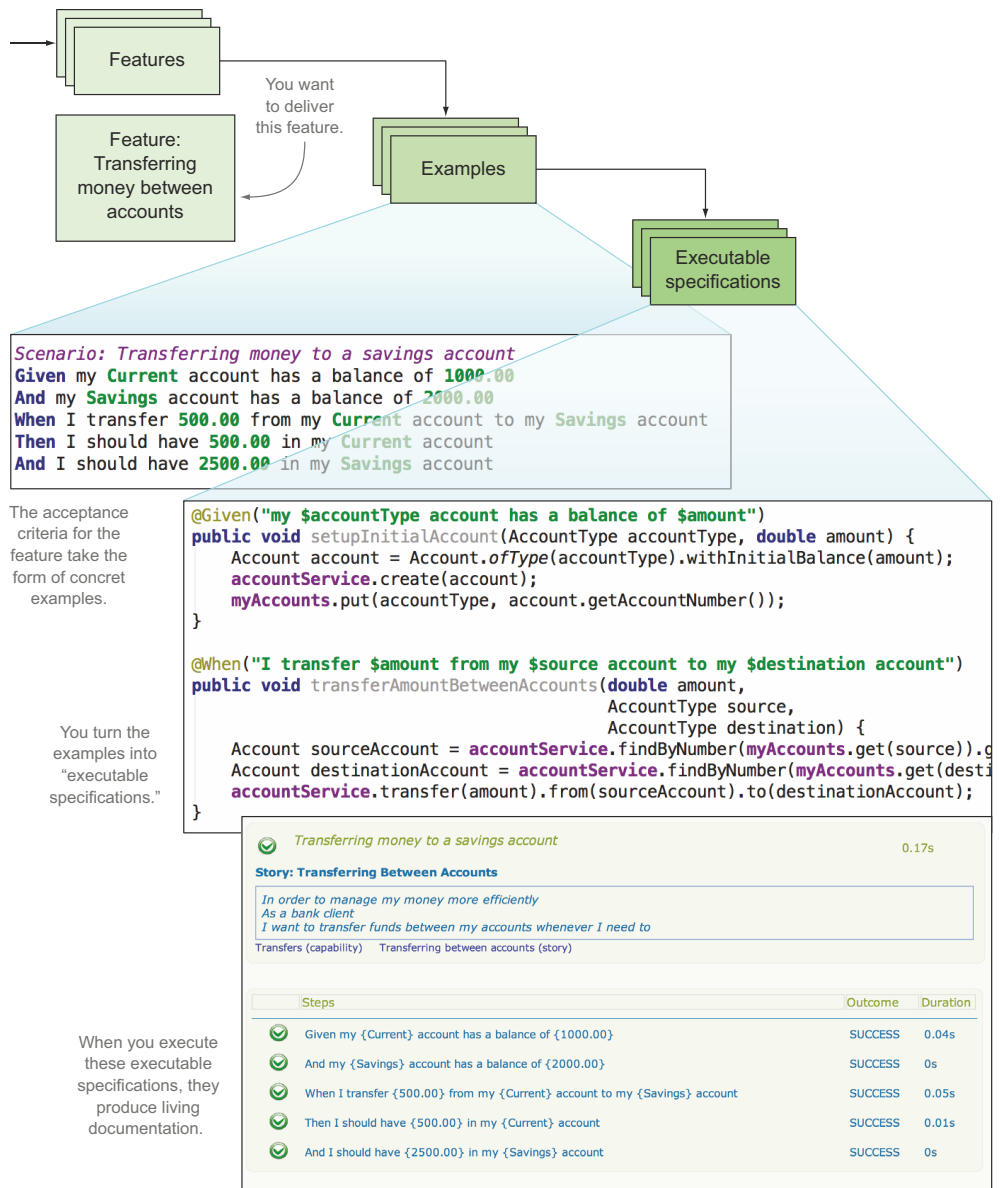 Features
You want
to deliver
this feature.
Feature:
Transferring
money between
accounts
Examples
Executable
specifications
Scenario: Transferring money to a savings account
Given my Current account has a balance of 1000.00
And my Savings account has a balance of 2000.00
When I transfer 500.00 from my Current account to my Savings account
Then I should have 500.00 in my Current account
And I should have 2500.00 in my Savings account
The acceptance
criteria for the
feature take the
form of concret
examples.
@Given("my $accountType account has a balance of $amount")
public void setupInitialAccount(AccountType accountType, double amount) {
    Account account = Account.ofType(accountType).withInitialBalance(amount);
    accountService.create(account);
    myAccounts.put(accountType, account.getAccountNumber());
}
@When("I transfer $amount from my $source account to my $destination account")
public void transferAmountBetweenAccounts(double amount,
                                          AccountType source,
                                          AccountType destination) {
    Account sourceAccount = accountService.findByNumber(myAccounts.get(source)).g
    Account destinationAccount = accountService.findByNumber(myAccounts.get(desti
    accountService.transfer(amount).from(sourceAccount).to(destinationAccount);
}
You turn the
examples into
“executable
specifications.”
Transferring money to a savings account 0.17s
Story: Transferring Between Accounts
In order to manage my money more efficiently
As a bank client
I want to transfer funds between my accounts whenever I need to
Transfers (capability) Transferring between accounts (story)
Steps Outcome Duration
Given my {Current} account has a balance of {1000.00} SUCCESS 0.04s
And my {Savings} account has a balance of {2000.00} SUCCESS 0s
When I transfer {500.00} from my {Current} account to my {Savings} account SUCCESS 0.05s
Then I should have {500.00} in my {Current} account SUCCESS 0.01s
And I should have {2500.00} in my {Savings} account SUCCESS 0s
When you execute
these executable
specifications, they
produce living
documentation.